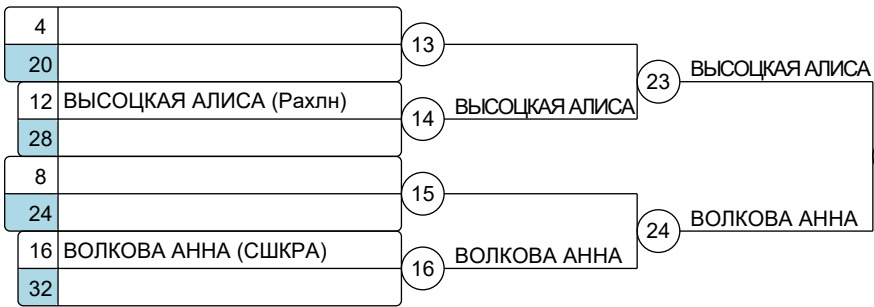 4
13
20
23 ВЫСОЦКАЯ АЛИСА
12 ВЫСОЦКАЯ АЛИСА (Рахлн)
14 ВЫСОЦКАЯ АЛИСА
28
8
15
24
24 ВОЛКОВА АННА
16 ВОЛКОВА АННА (СШКРА)
16 ВОЛКОВА АННА
32